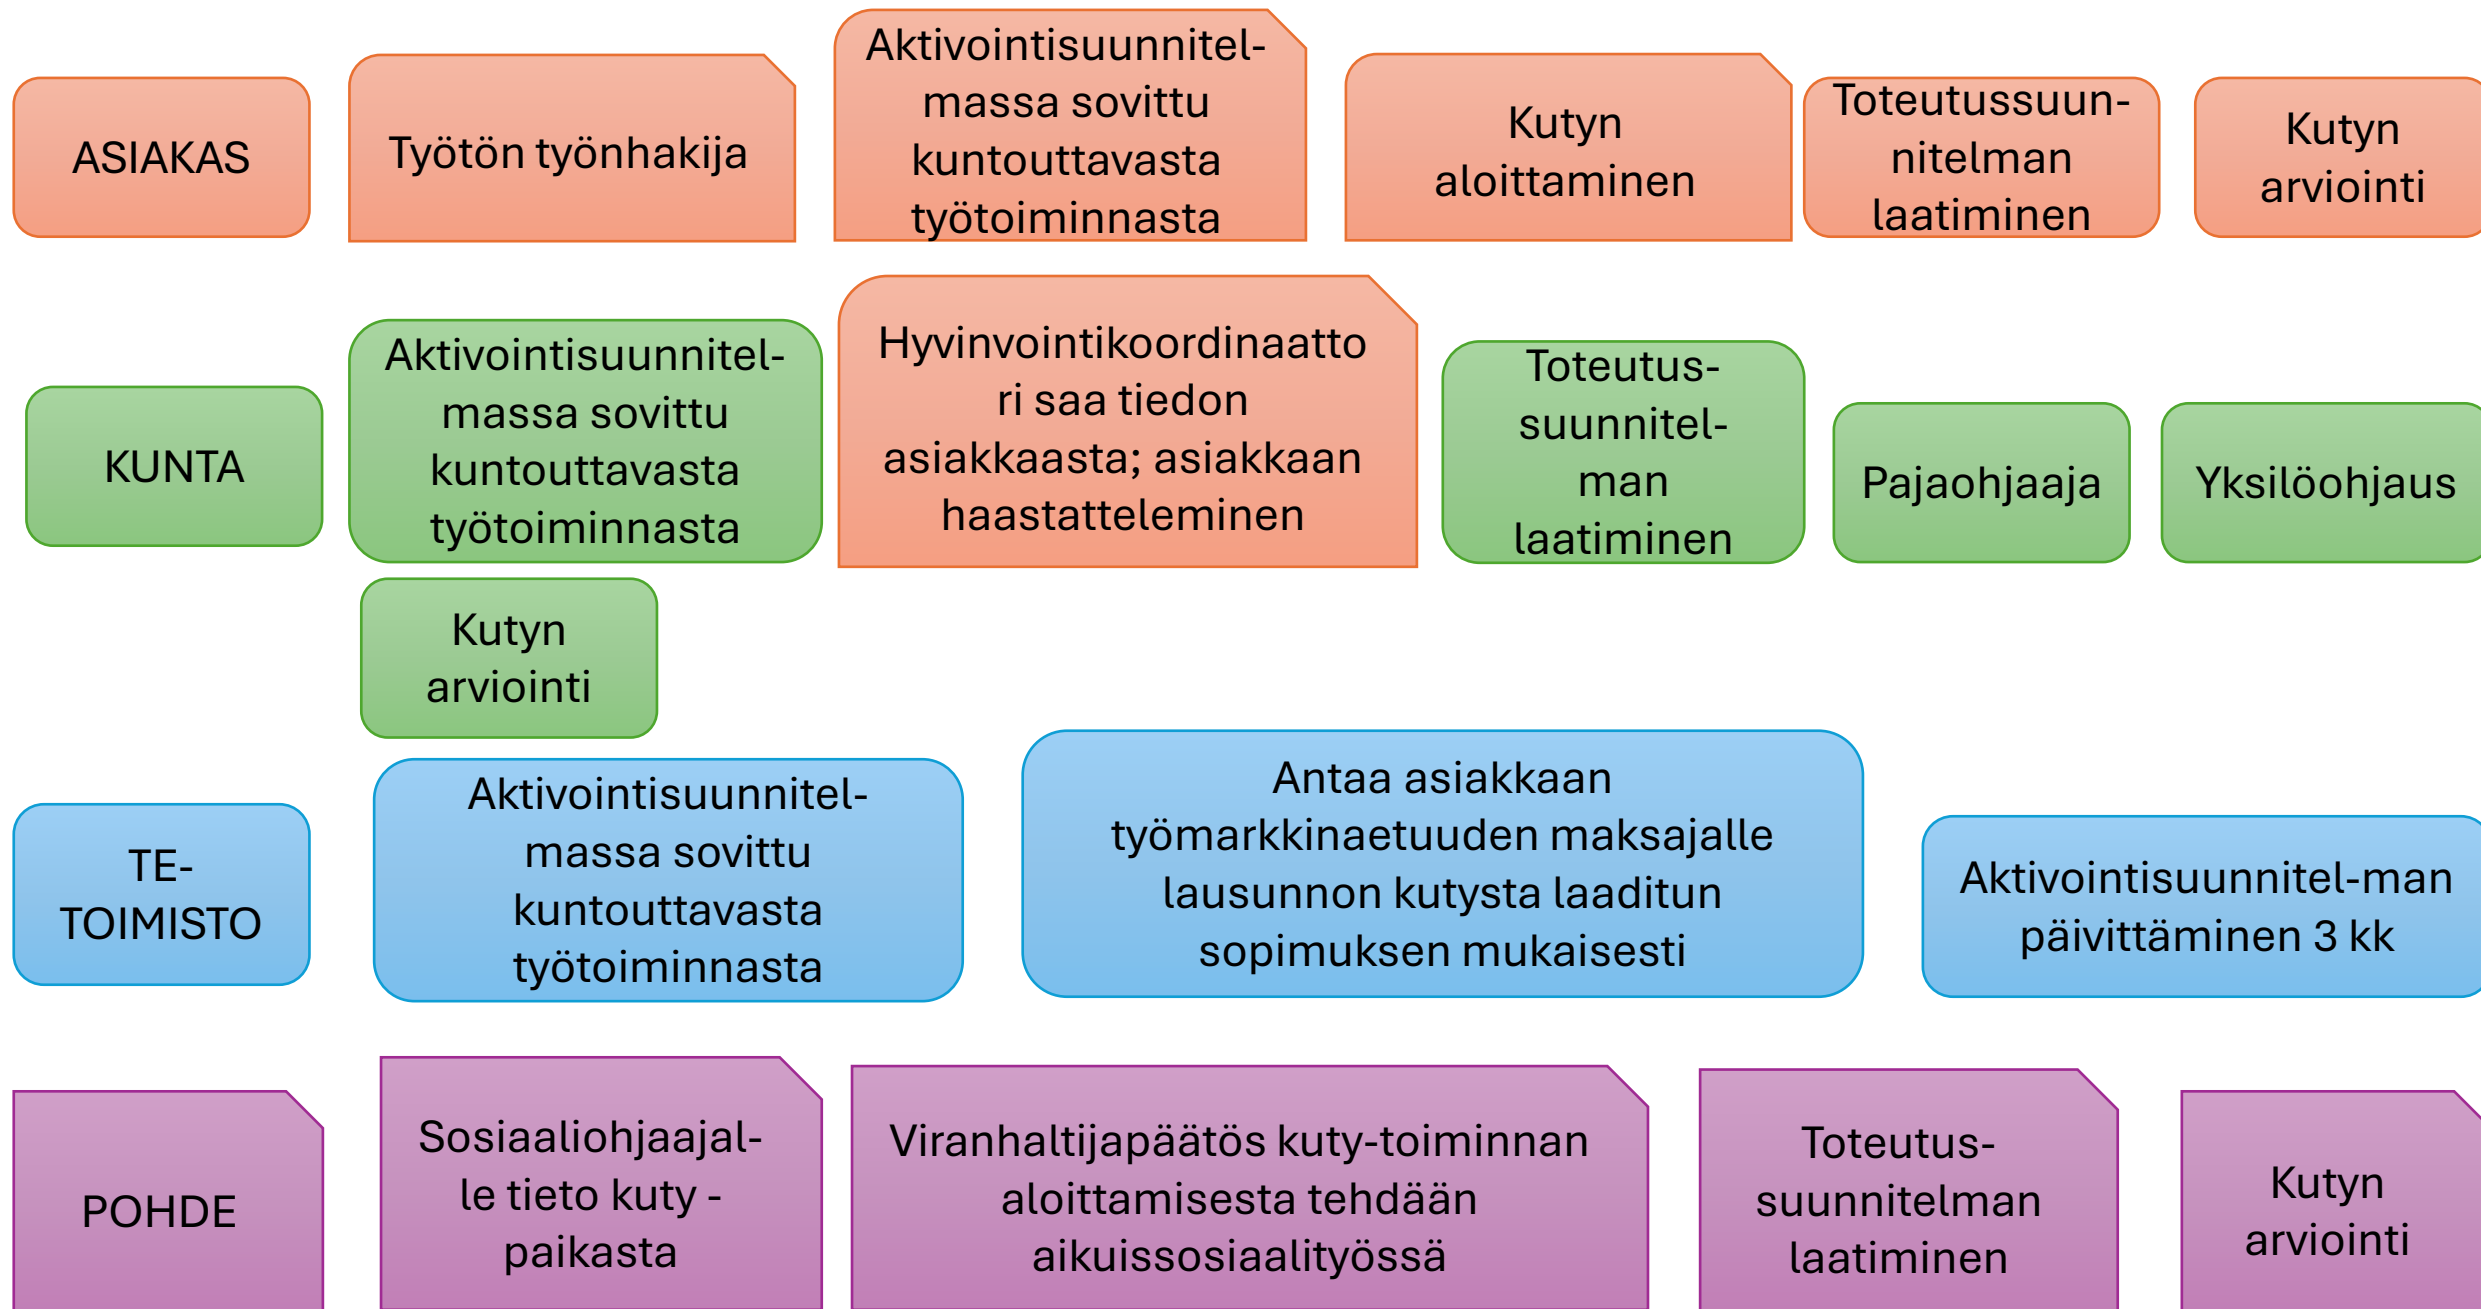 ASIAKAS
Työtön työnhakija
Aktivointisuunnitel-
massa sovittu
kuntouttavasta
työtoiminnasta
Kutyn
aloittaminen
Toteutussuun-
nitelman
laatiminen
Kutyn
arviointi
KUNTA
Aktivointisuunnitel-
massa sovittu
kuntouttavasta
työtoiminnasta
Hyvinvointikoordinaatto
ri saa tiedon
asiakkaasta; asiakkaan
haastatteleminen
Toteutus-
suunnitel-
man
laatiminen
Pajaohjaaja
Yksilöohjaus
Kutyn
arviointi
TE-
TOIMISTO
Aktivointisuunnitel-
massa sovittu
kuntouttavasta
työtoiminnasta
Antaa asiakkaan
työmarkkinaetuuden maksajalle
lausunnon kutysta laaditun
sopimuksen mukaisesti
Aktivointisuunnitel-man
päivittäminen 3 kk
POHDE
Sosiaaliohjaajal-
le tieto kuty -
paikasta
Viranhaltijapäätös kuty-toiminnan
aloittamisesta tehdään
aikuissosiaalityössä
Toteutus-
suunnitelman
laatiminen
Kutyn
arviointi